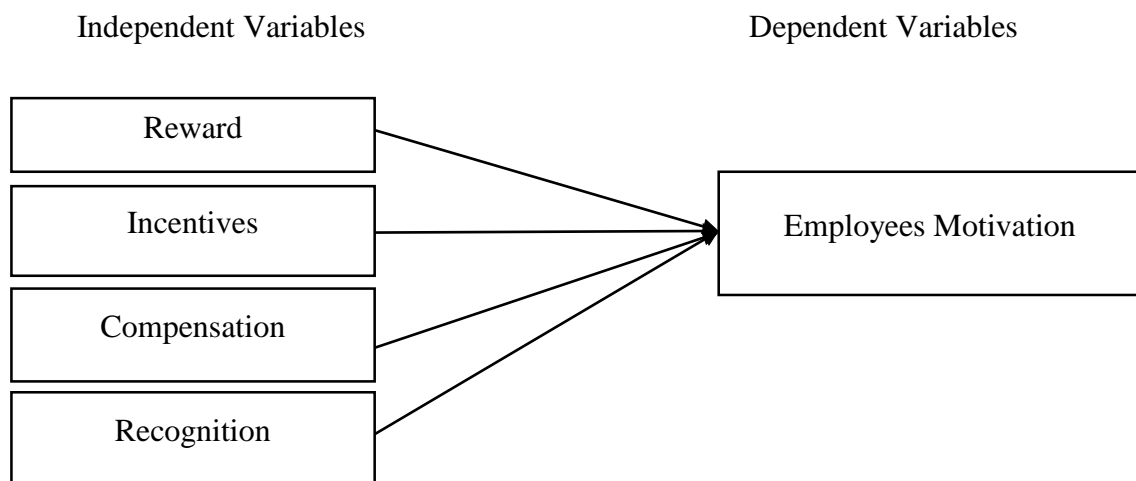 Independent Variables
Dependent Variables
Reward
Incentives
Compensation
Recognition
Employees Motivation